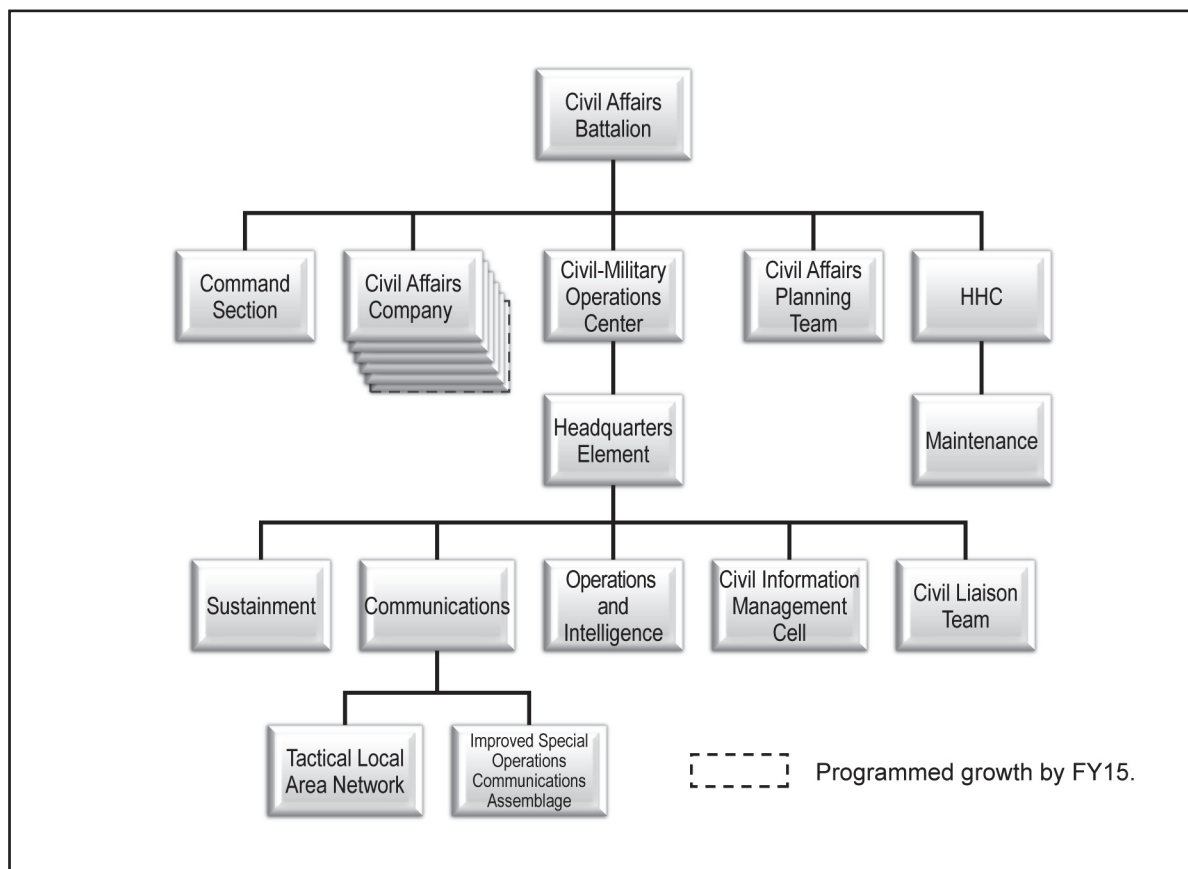 Civil Affairs
Battalion
Command
Section
Civil Affairs
Company
Civil-Military
Operations
Center
Civil Affairs
Planning
Team
HHC
Headquarters
Element
Maintenance
Sustainment
Communications
Operations
and
Intelligence
Civil Information
Management
Cell
Civil Liaison
Team
Tactical Local
Area Network
Improved Special
Operations
Communications
Assemblage
Programmed growth by FY15.